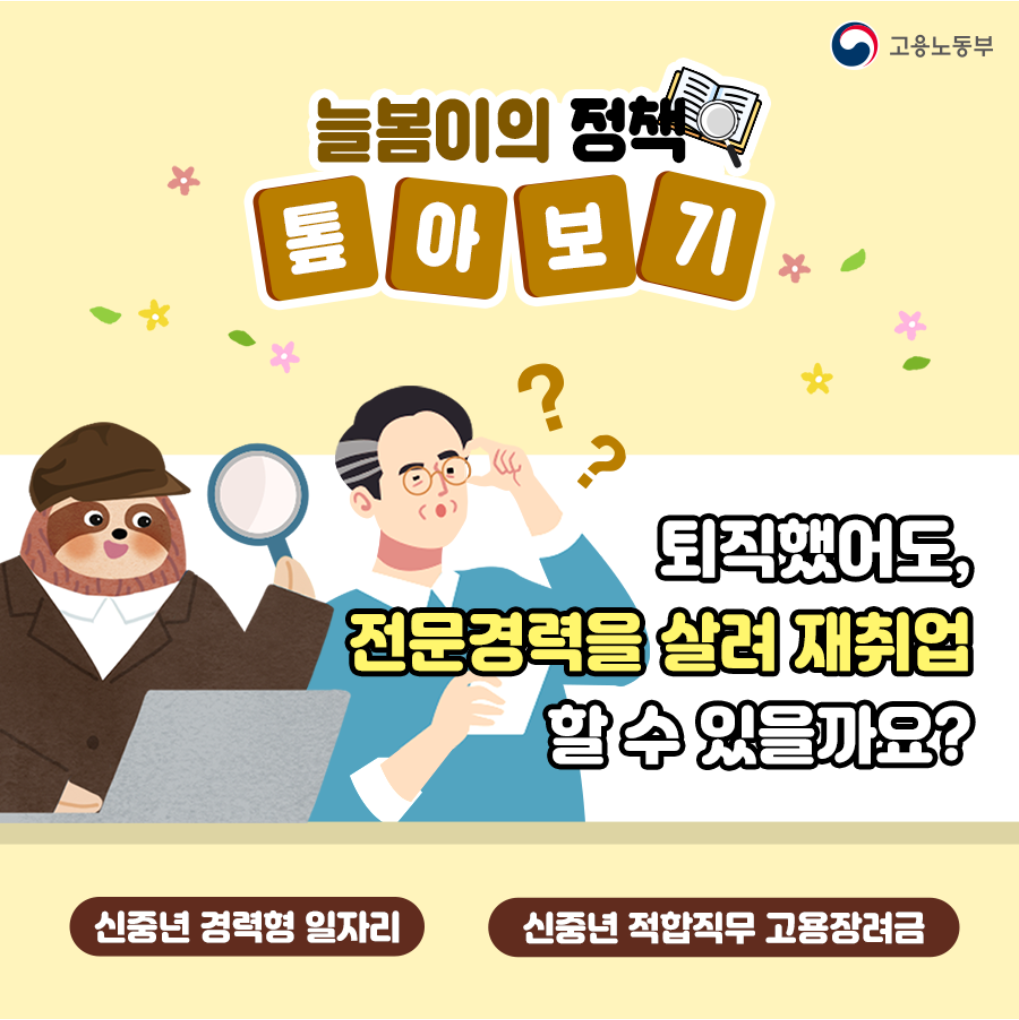 고용노동부
늘봄이의 정책
톺아보기
퇴직했어도,
전문경력을 살려 재취업
할 수 있을까요?
신중년 경력형 일자리
신중년 적합직무 고용장려금